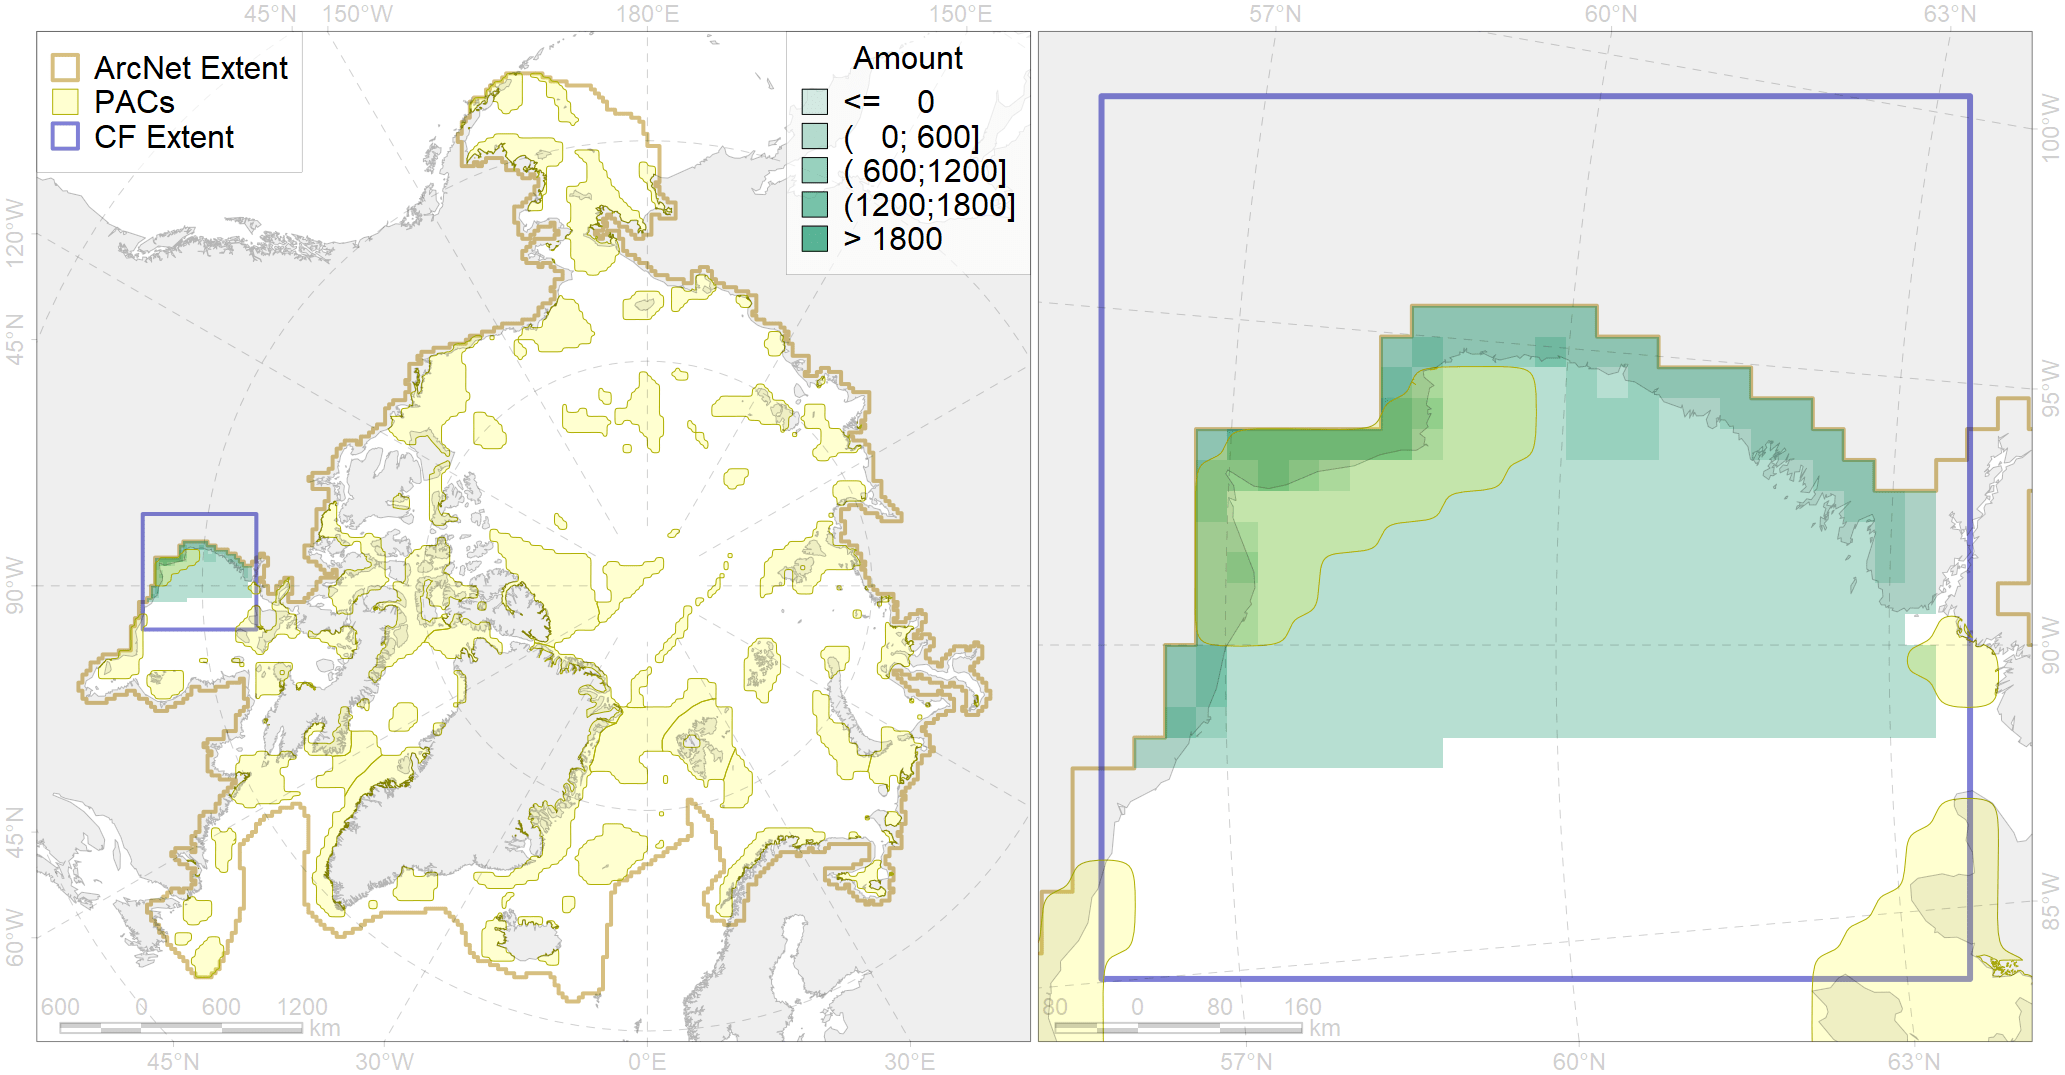 45°N 150°W 180°E 150°E 57°N 60°N 63°N
ArcNet Extent
PACs
CF Extent
Amount
<= 0
( 0; 600]
( 600;1200]
(1200;1800]
> 1800
120°W
45°N
90°W
45°N
60°W
100°W
95°W
90°W
85°W
600 0 600 1200
km
80 0 80 160
km
45°N 30°W 0°E 30°E 57°N 60°N 63°N